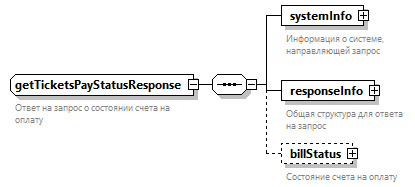 systemInfo
Информация о системе,
направляющей запрос
getTicketsPayStatusResponse
Ответ на запрос о состоянии счета на
оплату
responseInfo
Общая структура для ответа
на запрос
billStatus
Состояние счета на оплату